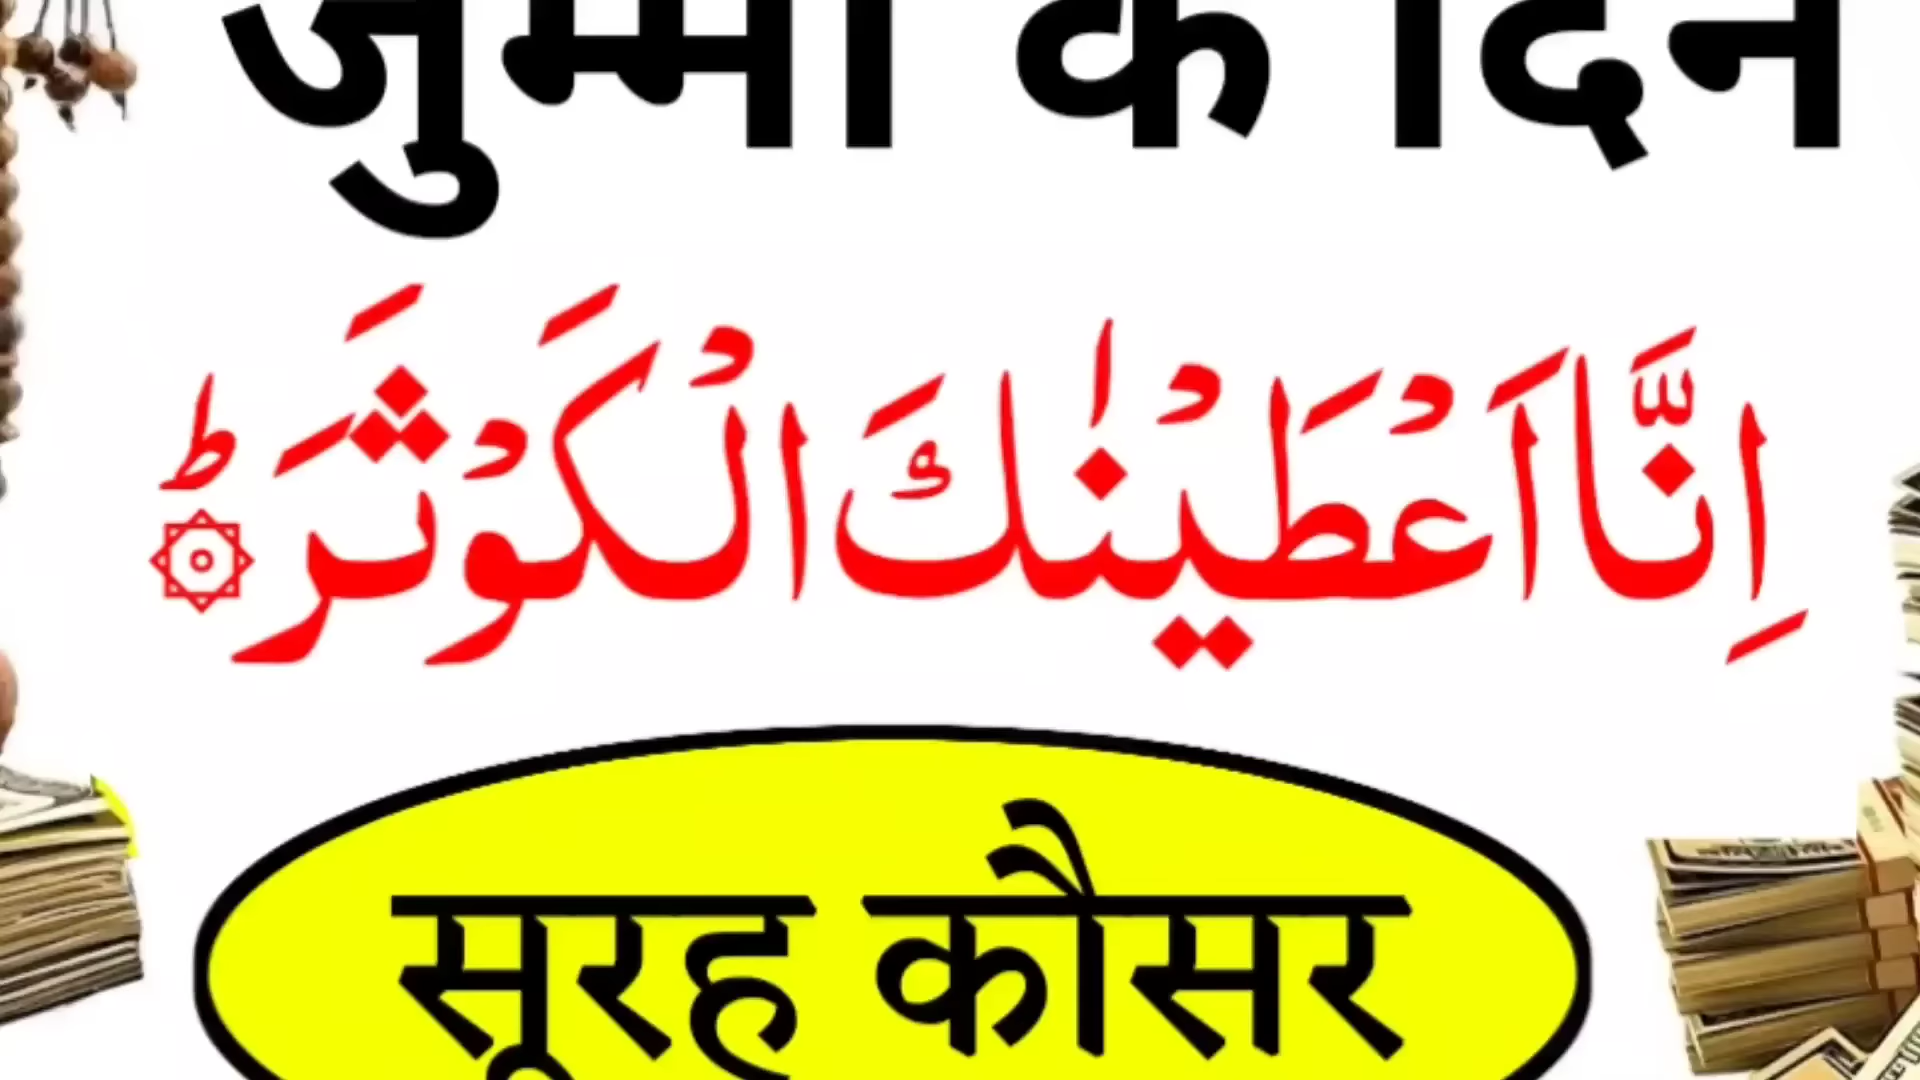 जुम्मा के दिन
اِنَّا اَعْطَيْنٰكَ الْكَوْثَرَ ؕ۞
सूरह कौसर